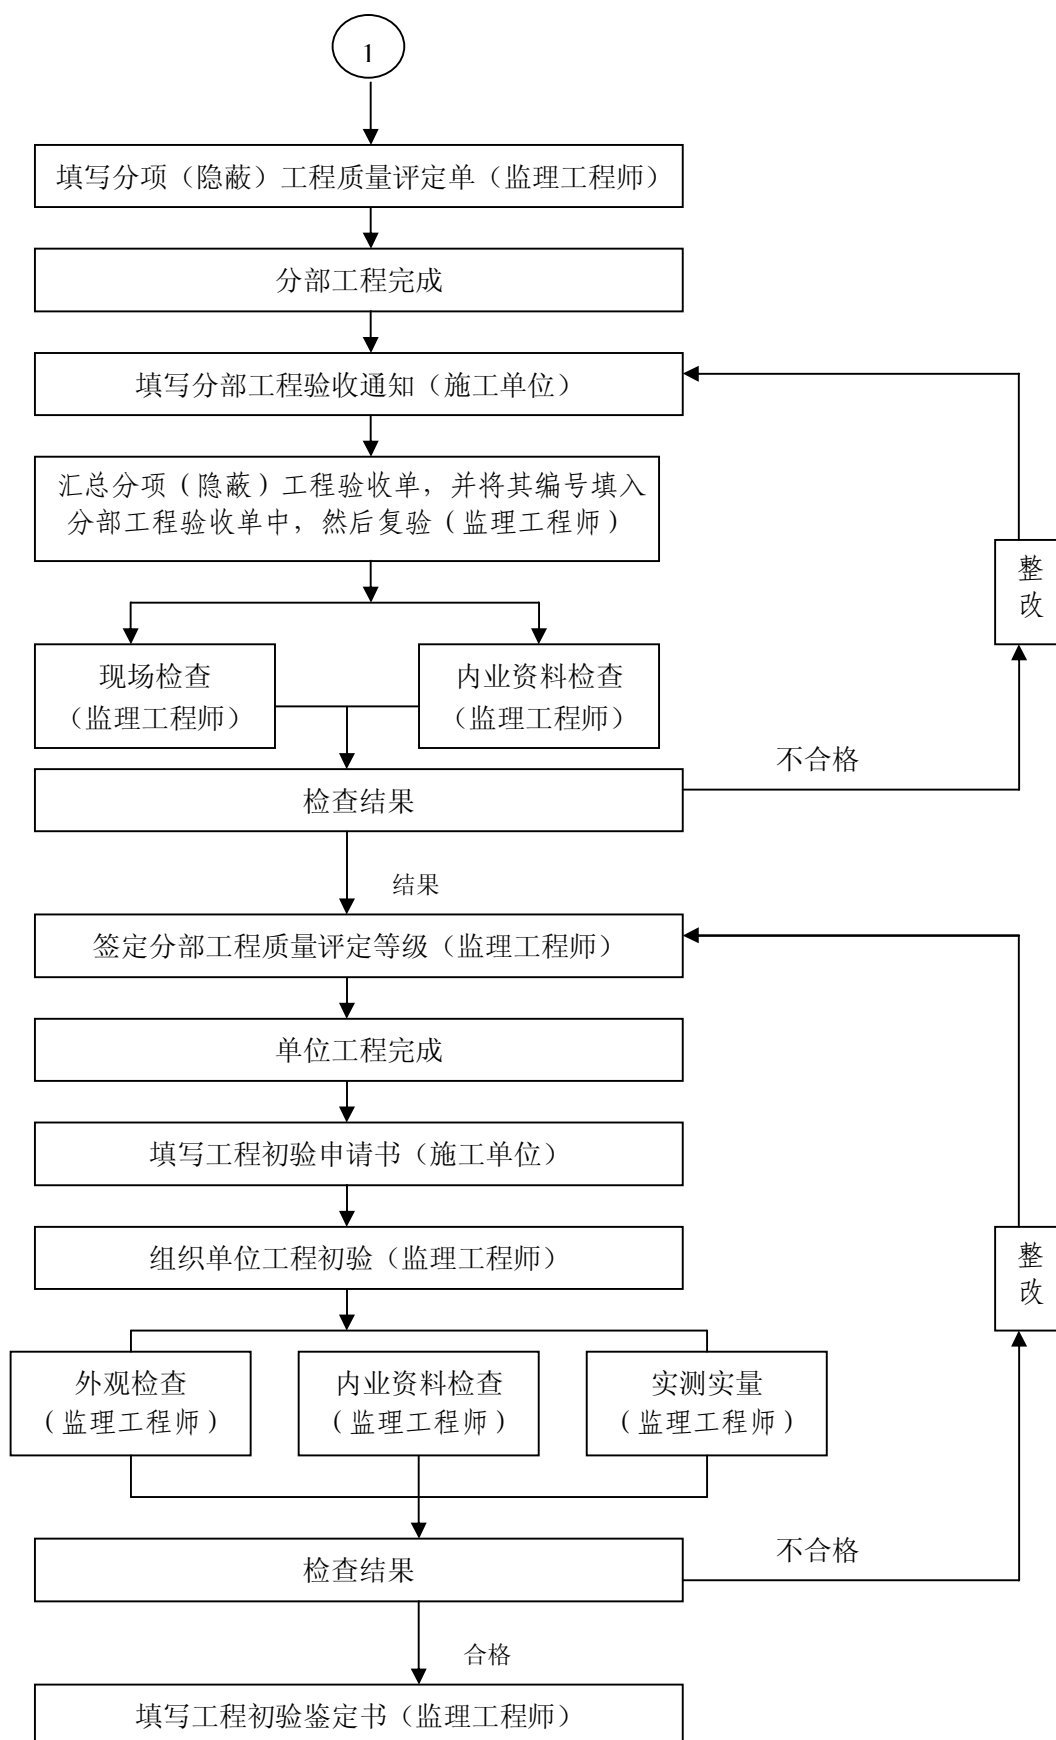 1
填写分项（隐蔽）工程质量评定单（监理工程师）
分部工程完成
填写分部工程验收通知（施工单位）
汇总分项（隐蔽）工程验收单，并将其编号填入
分部工程验收单中，然后复验（监理工程师）
整
改
现场检查
（监理工程师）
内业资料检查
（监理工程师）
不合格
检查结果
结果
签定分部工程质量评定等级（监理工程师）
单位工程完成
填写工程初验申请书（施工单位）
组织单位工程初验（监理工程师）
整
改
外观检查
（监理工程师）
内业资料检查
（监理工程师）
实测实量
（监理工程师）
不合格
检查结果
合格
填写工程初验鉴定书（监理工程师）